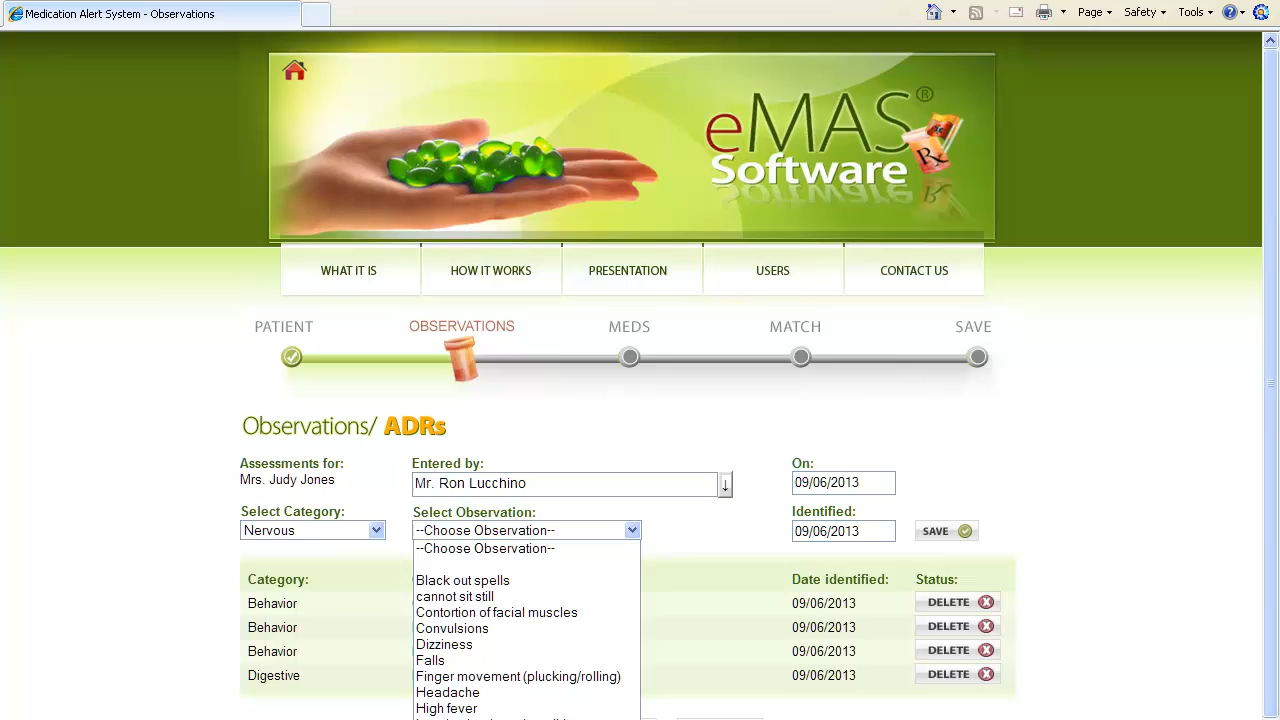 Medication Alert System - Observations
Page
Safety
Tools
eMAS®
Software
Rx
WHAT IT IS
HOW IT WORKS
PRESENTATION
USERS
CONTACT US
PATIENT
OBSERVATIONS
MEDS
MATCH
SAVE
Observations/ ADRs
Assessments for:
Mrs. Judy Jones
Entered by:
Mr. Ron Lucchino
On:
09/06/2013
Select Category:
Nervous
Select Observation:
--Choose Observation--
Identified:
09/06/2013
SAVE
--Choose Observation--
Black out spells
cannot sit still
Contortion of facial muscles
Convulsions
Dizziness
Falls
Finger movement (plucking/rolling)
Headache
High fever
Category:
Date identified:
Status:
Behavior
09/06/2013
DELETE
Behavior
09/06/2013
DELETE
Behavior
09/06/2013
DELETE
Digestive
09/06/2013
DELETE